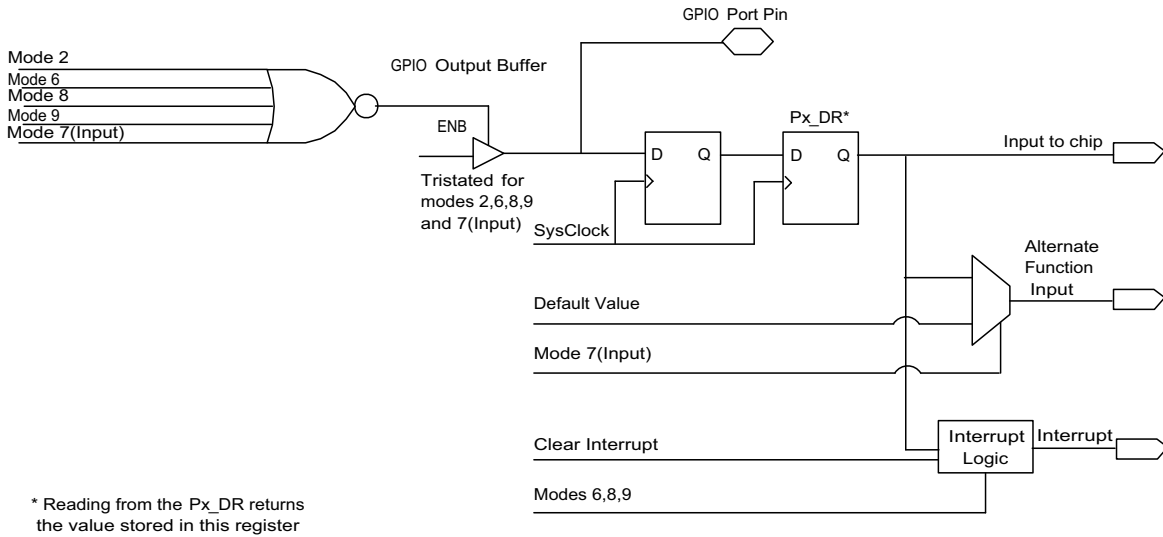 GPIO Port Pin
Mode 2
Mode 6
Mode 8
Mode 9
Mode 7(Input)
GPIO Output Buffer
ENB
Tristated for
modes 2,6,8,9
and 7(Input)
D Q
Px_DR*
D Q
SysClock
Input to chip
Alternate
Function
Input
Default Value
Mode 7(Input)
Clear Interrupt
Interrupt
Logic
Interrupt
Modes 6,8,9
* Reading from the Px_DR returns
the value stored in this register